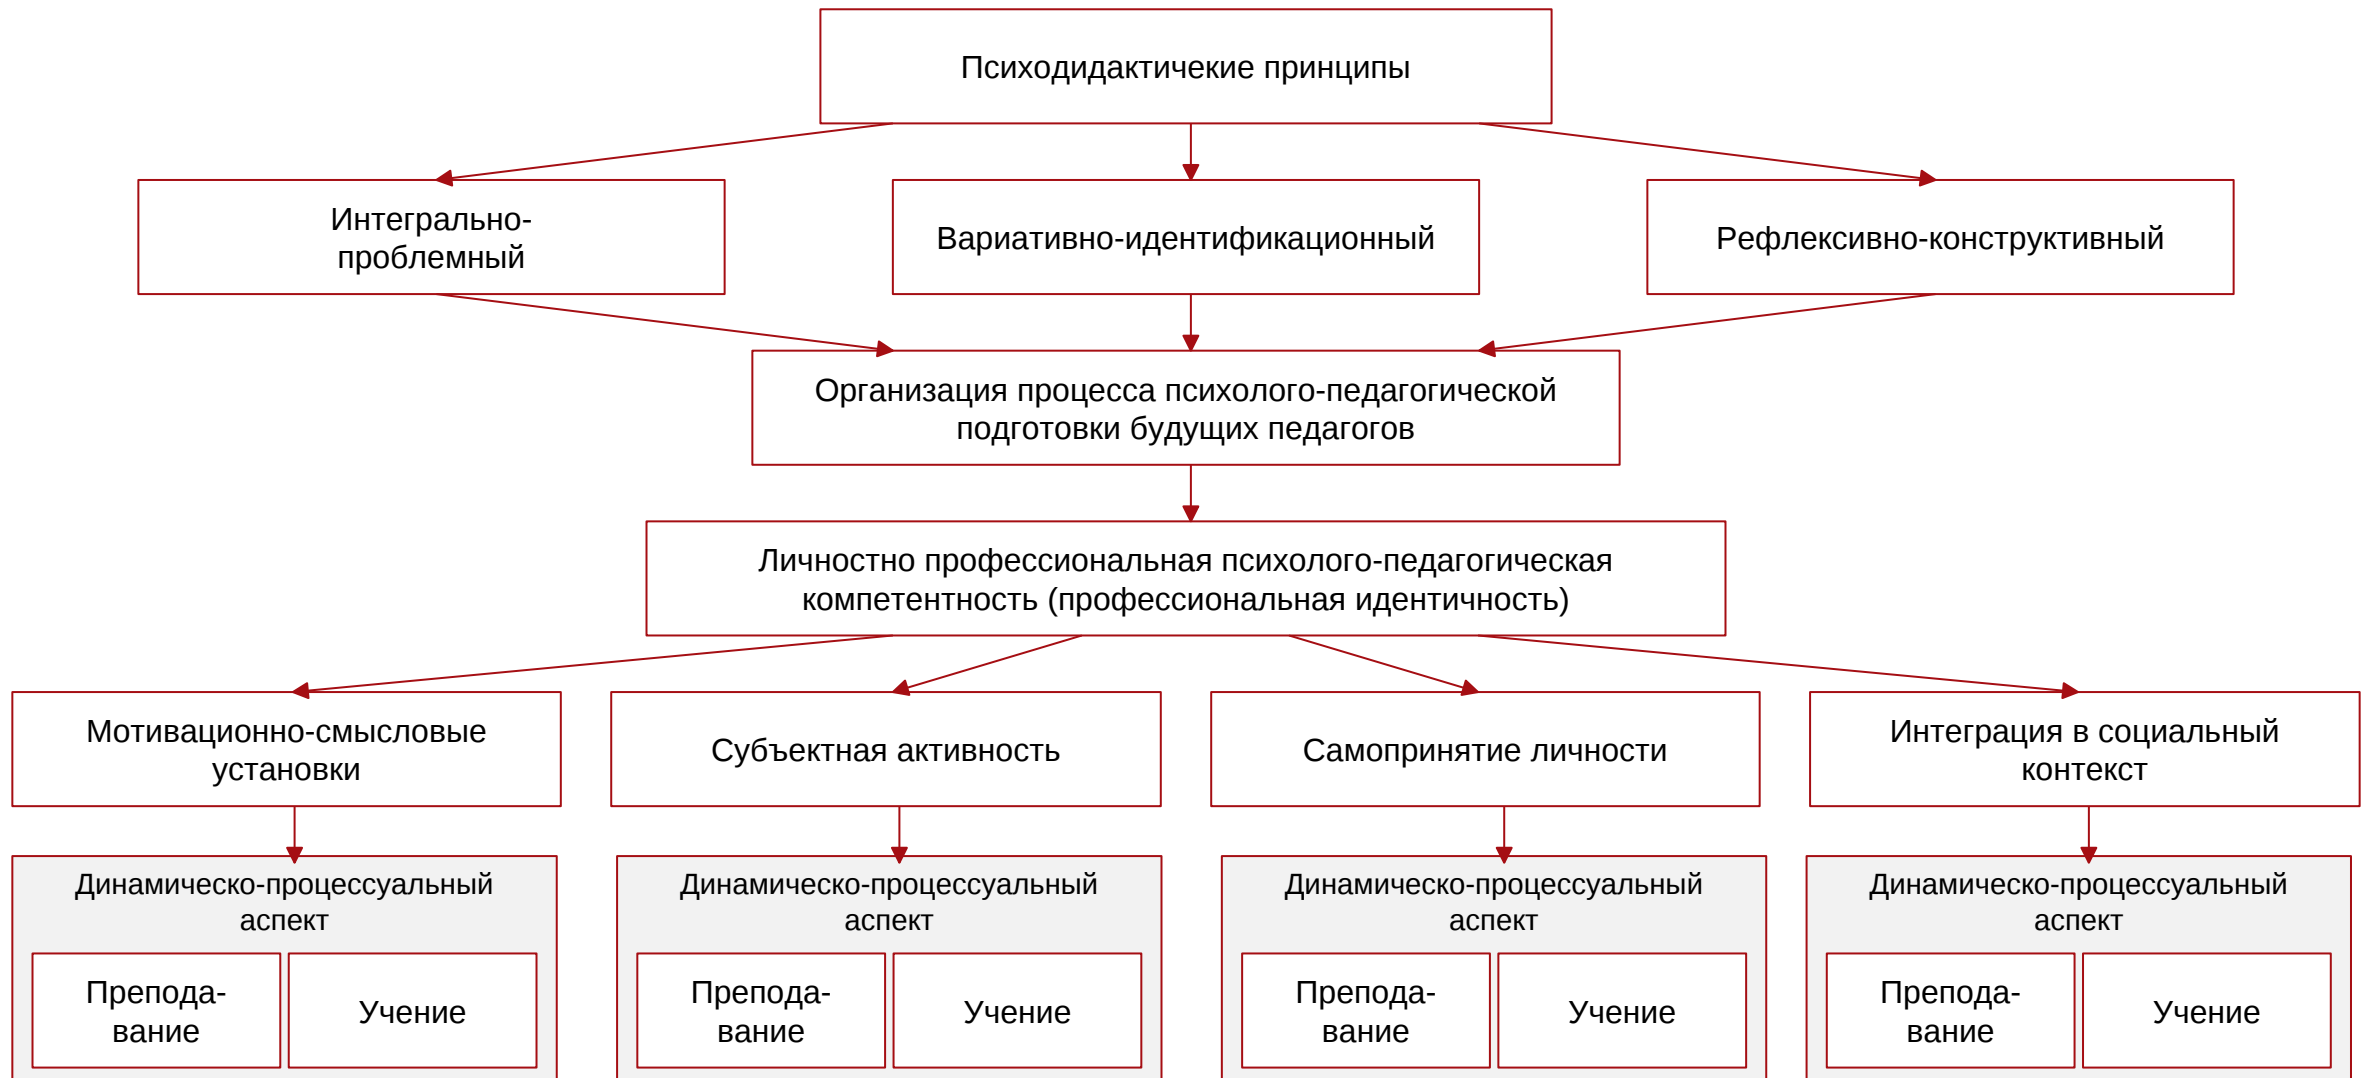 Психодидактичекие принципы
Интегрально-
проблемный
Вариативно-идентификационный
Рефлексивно-конструктивный
Организация процесса психолого-педагогической
подготовки будущих педагогов
Личностно профессиональная психолого-педагогическая
компетентность (профессиональная идентичность)
Мотивационно-смысловые
установки
Субъектная активность
Самопринятие личности
Интеграция в социальный
контекст
Динамическо-процессуальный
аспект
Препода-
вание
Учение
Динамическо-процессуальный
аспект
Препода-
вание
Учение
Динамическо-процессуальный
аспект
Препода-
вание
Учение
Динамическо-процессуальный
аспект
Препода-
вание
Учение